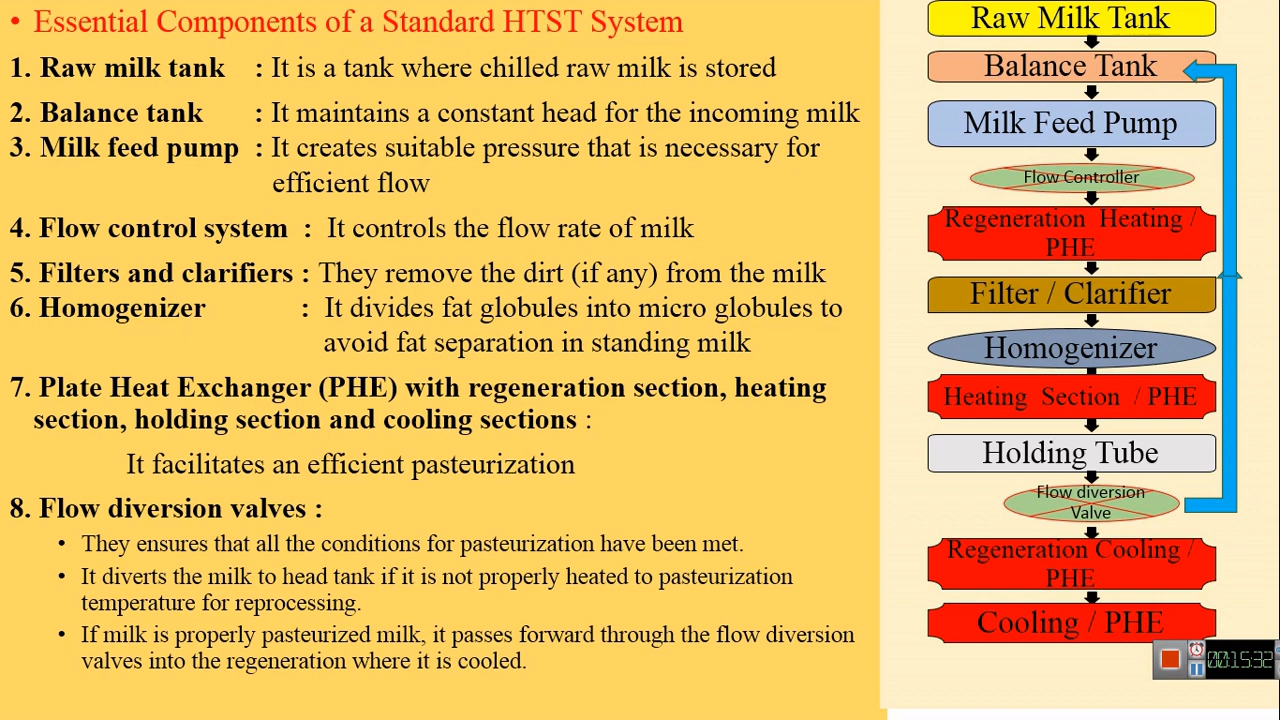 • Essential Components of a Standard HTST System
1. Raw milk tank : It is a tank where chilled raw milk is stored
2. Balance tank : It maintains a constant head for the incoming milk
3. Milk feed pump : It creates suitable pressure that is necessary for
efficient flow
4. Flow control system : It controls the flow rate of milk
5. Filters and clarifiers : They remove the dirt (if any) from the milk
6. Homogenizer : It divides fat globules into micro globules to
avoid fat separation in standing milk
7. Plate Heat Exchanger (PHE) with regeneration section, heating
section, holding section and cooling sections :
It facilitates an efficient pasteurization
8. Flow diversion valves :
• They ensures that all the conditions for pasteurization have been met.
• It diverts the milk to head tank if it is not properly heated to pasteurization
temperature for reprocessing.
• If milk is properly pasteurized milk, it passes forward through the flow diversion
valves into the regeneration where it is cooled.
Raw Milk Tank
Balance Tank
Milk Feed Pump
Flow Controller
Regeneration Heating /
PHE
Filter / Clarifier
Homogenizer
Heating Section / PHE
Holding Tube
Flow diversion
Valve
Regeneration Cooling /
PHE
Cooling / PHE
00:15:32